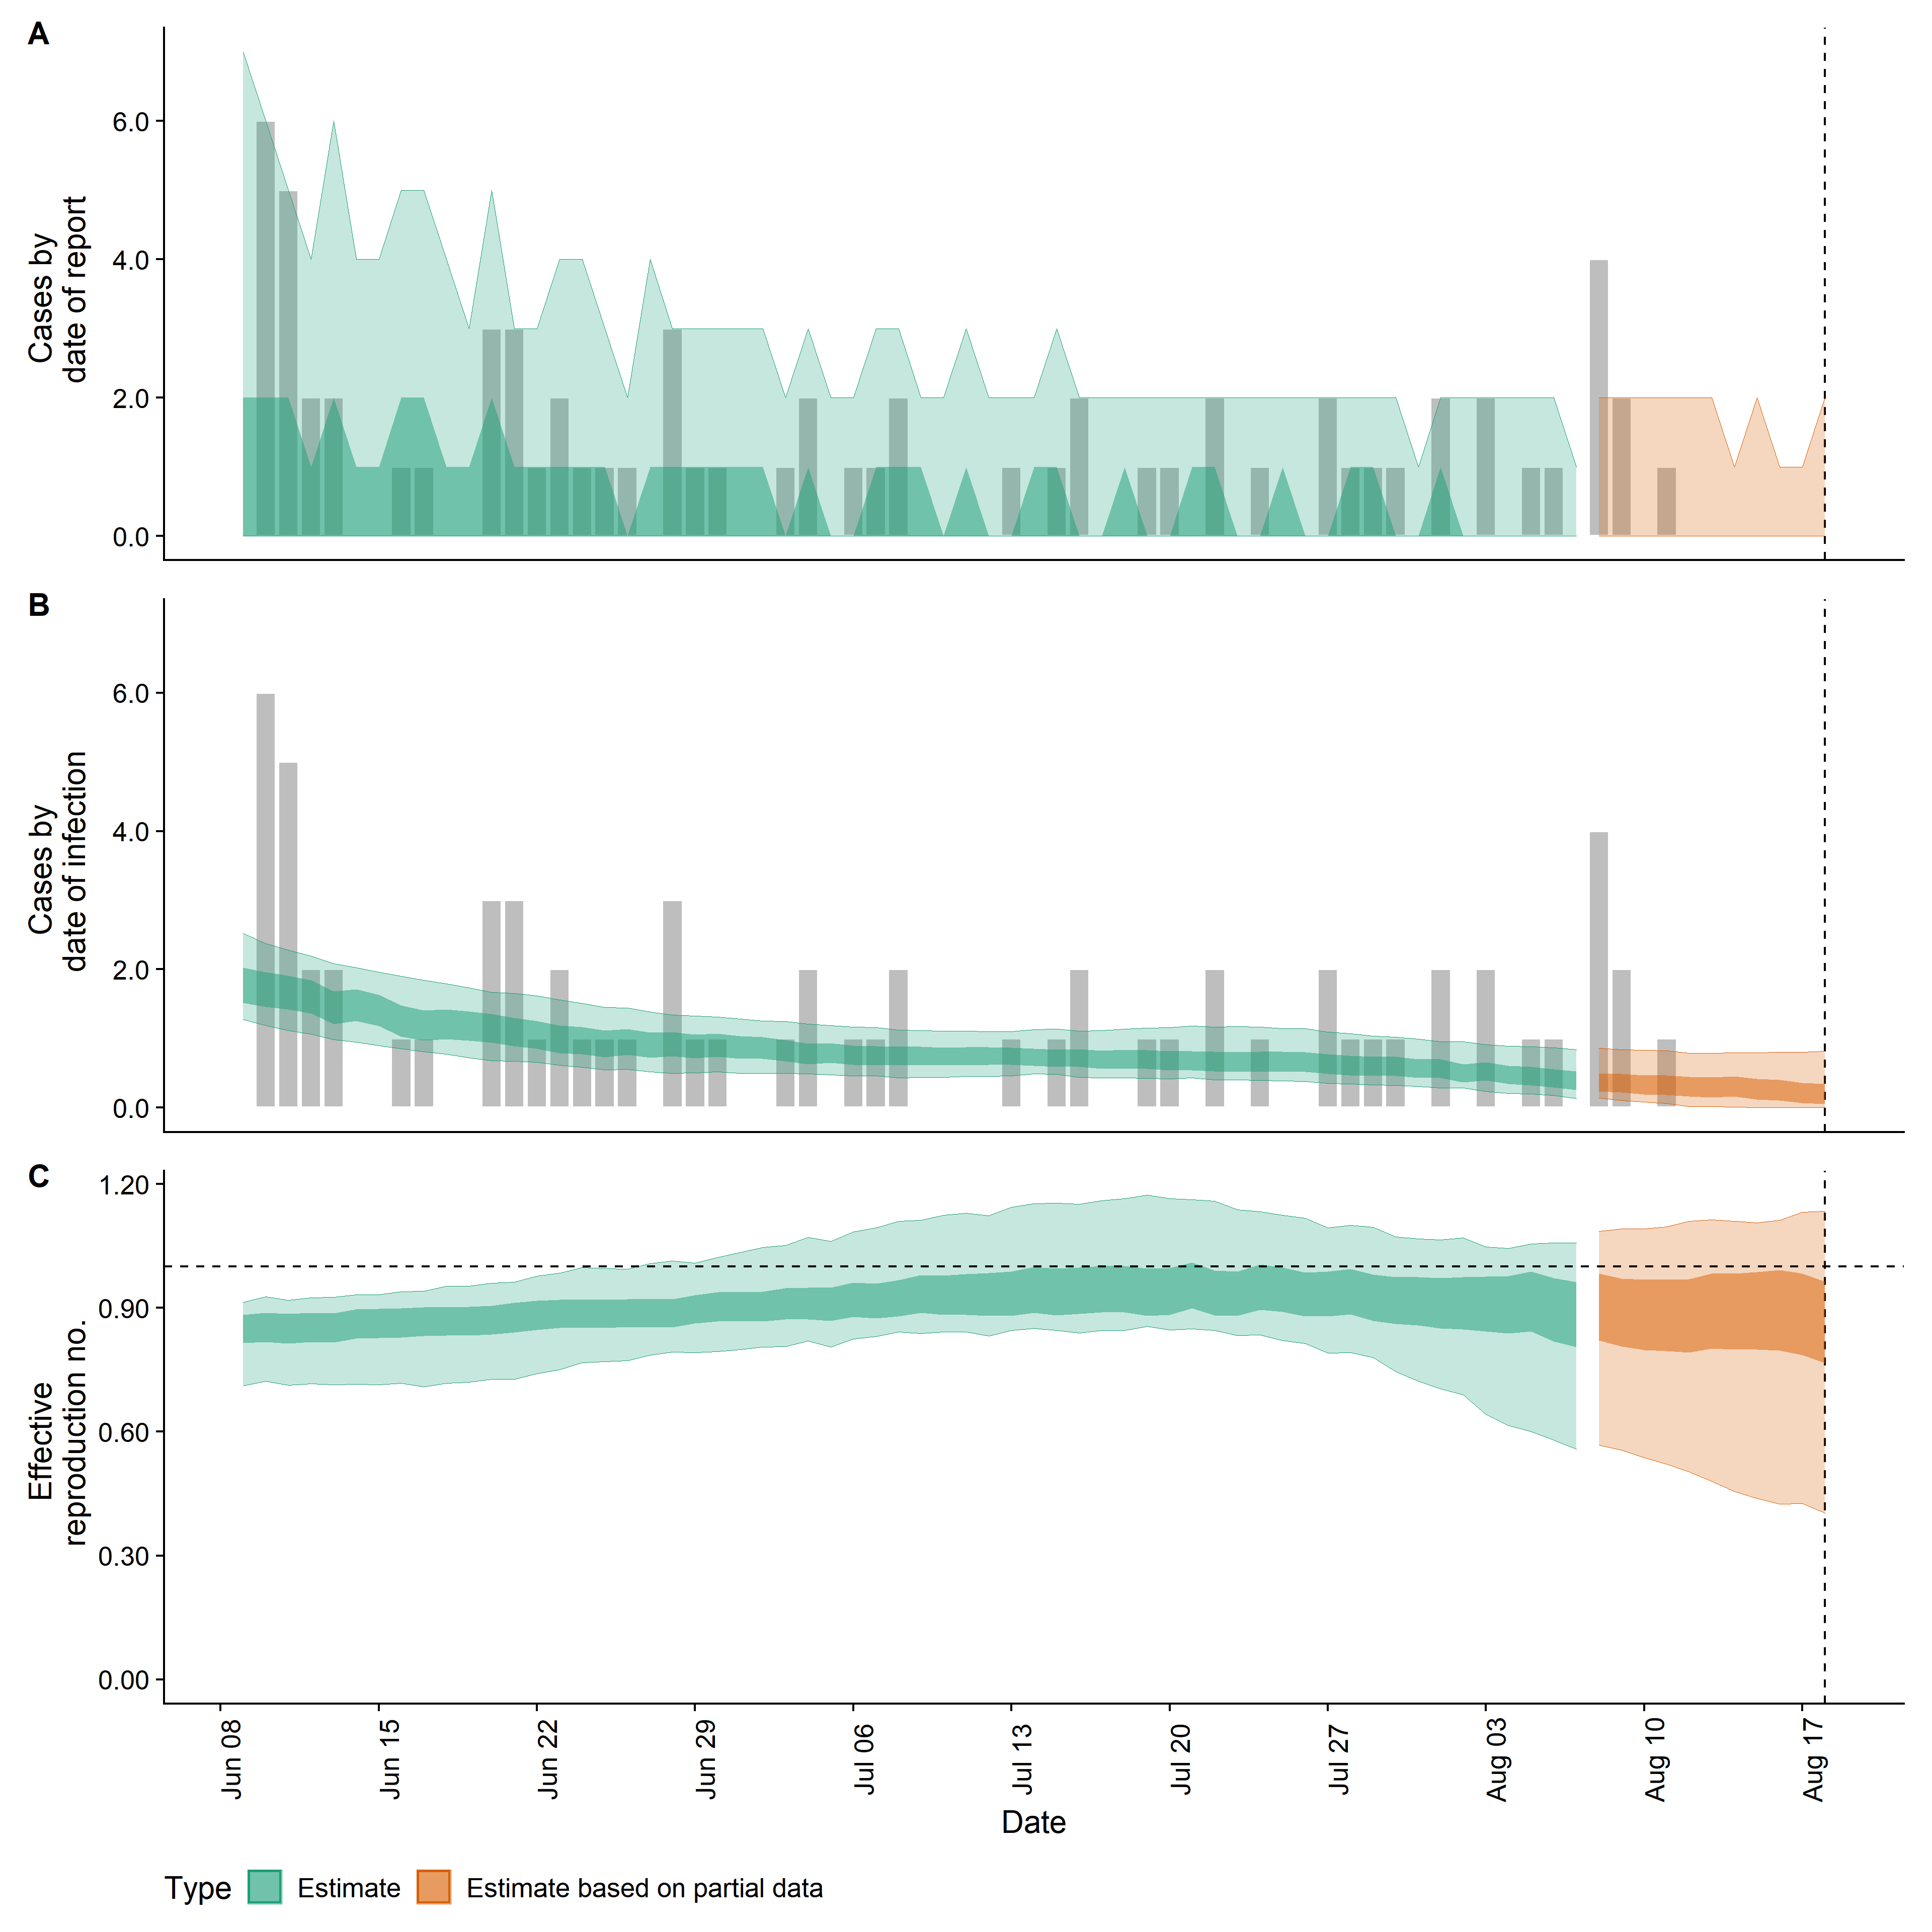 A
Cases by
date of report
6.0
4.0
2.0
0.0
B
Cases by
date of infection
6.0
4.0
2.0
0.0
C
Effective
reproduction no.
1.20
0.90
0.60
0.30
0.00
Jun 08
Jun 15
Jun 22
Jun 29
Jul 06
Jul 13
Jul 20
Jul 27
Aug 03
Aug 10
Aug 17
Date
Type Estimate Estimate based on partial data